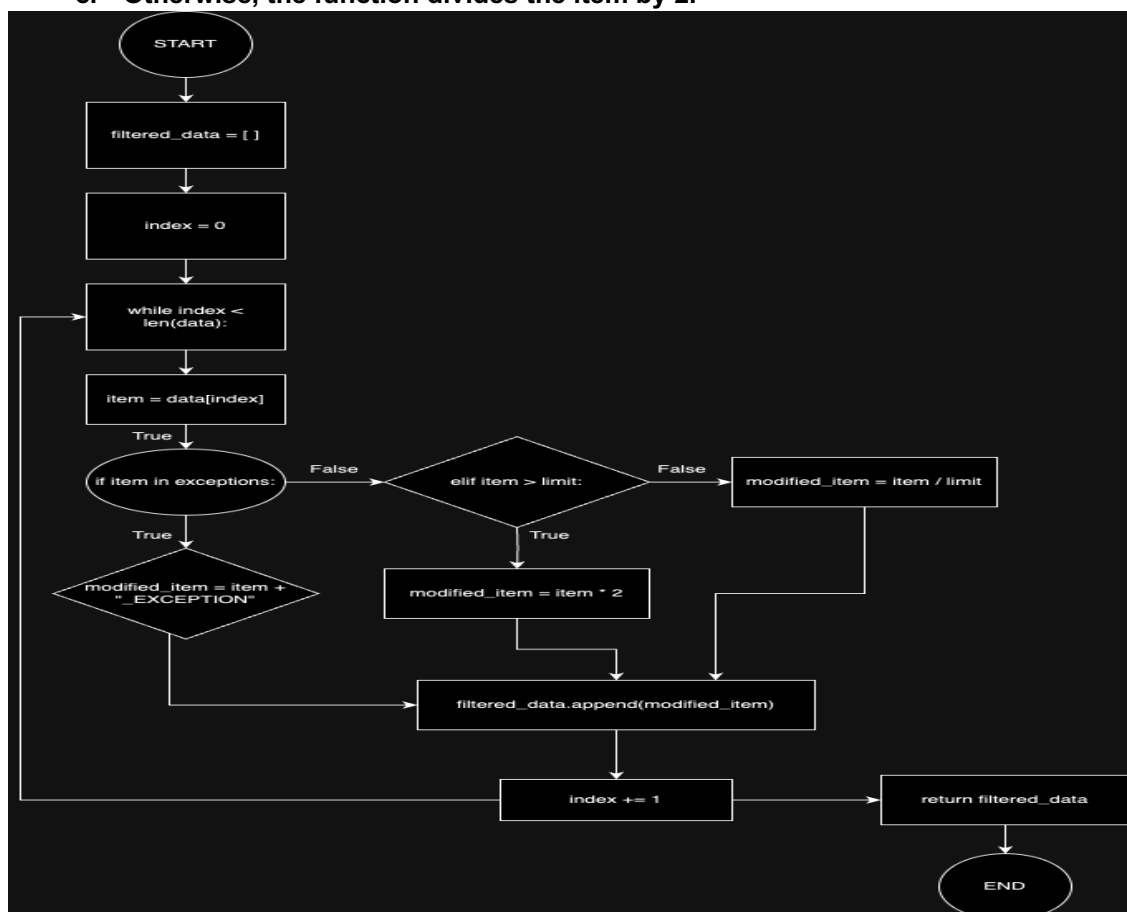 Otherwise, the function divides the item by 2.
START
filtered_data = [ ]
index = 0
while index <
len(data):
item = data[index]
True
if item in exceptions:
False
elif item > limit:
False
modified_item = item / limit
True
True
modified_item = item +
"_EXCEPTION"
modified_item = item * 2
filtered_data.append(modified_item)
index += 1
return filtered_data
END